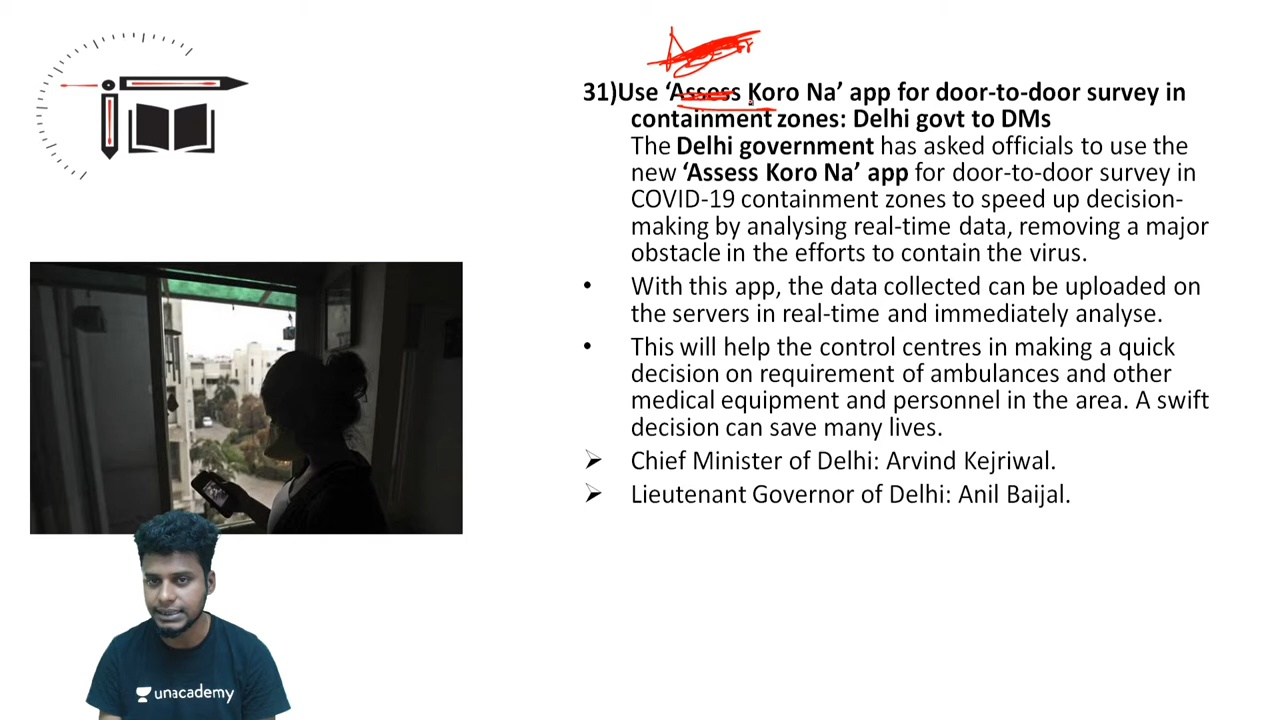 31)Use ‘Assess Koro Na’ app for door-to-door survey in
containment zones: Delhi govt to DMs
The Delhi government has asked officials to use the
new ‘Assess Koro Na’ app for door-to-door survey in
COVID-19 containment zones to speed up decision-
making by analysing real-time data, removing a major
obstacle in the efforts to contain the virus.
• With this app, the data collected can be uploaded on
the servers in real-time and immediately analyse.
• This will help the control centres in making a quick
decision on requirement of ambulances and other
medical equipment and personnel in the area. A swift
decision can save many lives.
➢ Chief Minister of Delhi: Arvind Kejriwal.
➢ Lieutenant Governor of Delhi: Anil Baijal.
unacademy